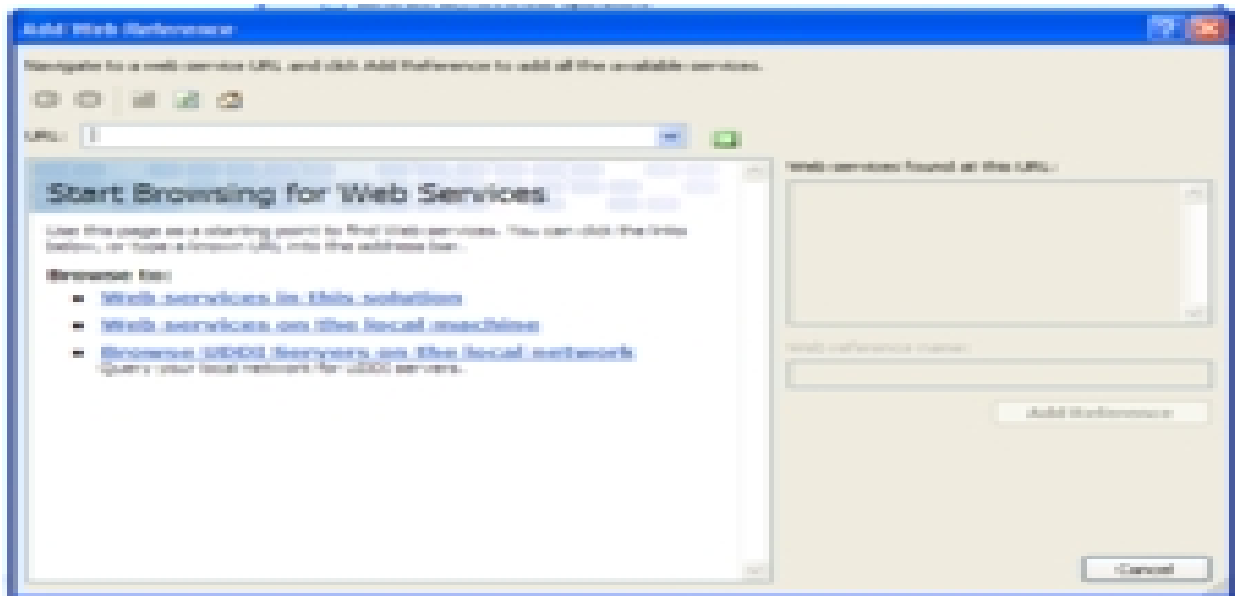 Add Web Reference
Navigate to a web service URL and click Add Reference to add all the available services.
URL:
Start Browsing for Web Services
Use this page as a starting point to find Web services. You can click the links
below, or type a known URL into the address bar.
Browse to:
Web services in this solution
Web services on the local machine
Browse UDDI Servers on the local network
Query your local network for UDDI servers.
Web services found at this URL:
Web reference name:
Add Reference
Cancel